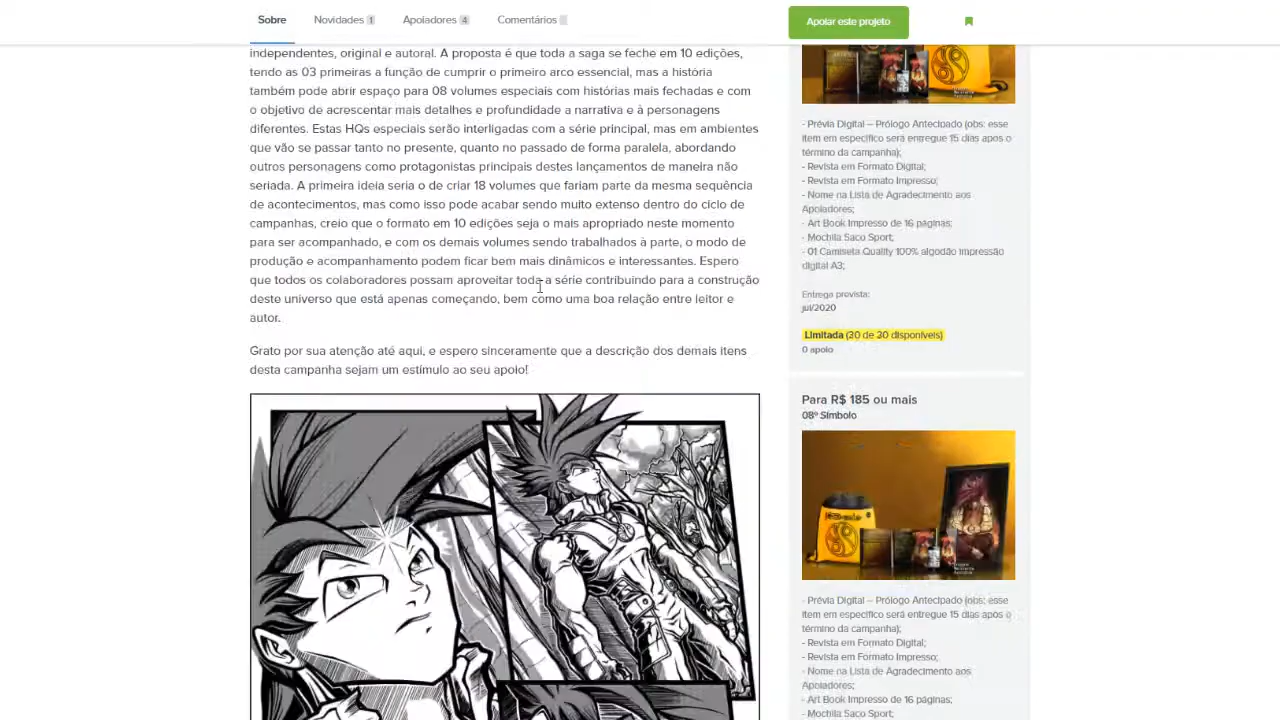 Sobre
Novidades 1
Apoiadores 4
Comentários
Apoiar este projeto
independentes, original e autoral. A proposta é que toda a saga se feche em 10 edições,
tendo as 03 primeiras a função de cumprir o primeiro arco essencial, mas a história
também pode abrir espaço para 08 volumes especiais com histórias mais fechadas e com
o objetivo de acrescentar mais detalhes e profundidade a narrativa e à personagens
diferentes. Estas HQs especiais serão interligadas com a série principal, mas em ambientes
que vão se passar tanto no presente, quanto no passado de forma paralela, abordando
outros personagens como protagonistas principais destes lançamentos de maneira não
seriada. A primeira ideia seria o de criar 18 volumes que fariam parte da mesma sequência
de acontecimentos, mas como isso pode acabar sendo muito extenso dentro do ciclo de
campanhas, creio que o formato em 10 edições seja o mais apropriado neste momento
para ser acompanhado, e com os demais volumes sendo trabalhados à parte, o modo de
produção e acompanhamento podem ficar bem mais dinâmicos e interessantes. Espero
que todos os colaboradores possam aproveitar toda a série contribuindo para a construção
deste universo que está apenas começando, bem como uma boa relação entre leitor e
autor.
Grato por sua atenção até aqui, e espero sinceramente que a descrição dos demais itens
desta campanha sejam um estímulo ao seu apoio!
- Prévia Digital – Prólogo Antecipado (obs: esse
item em específico será entregue 15 dias após o
término da campanha);
- Revista em Formato Digital;
- Revista em Formato Impresso;
- Nome na Lista de Agradecimento aos
Apoiadores;
- Art Book Impresso de 16 páginas;
- Mochila Saco Sport;
- 01 Camiseta Quality 100% algodão impressão
digital A3;
Entrega prevista:
jul/2020
Limitada (30 de 30 disponíveis)
0 apoio
Para R$ 185 ou mais
08º Símbolo
- Prévia Digital – Prólogo Antecipado (obs: esse
item em específico será entregue 15 dias após o
término da campanha);
- Revista em Formato Digital;
- Revista em Formato Impresso;
- Nome na Lista de Agradecimento aos
Apoiadores;
- Art Book Impresso de 16 páginas;
- Mochila Saco Sport;